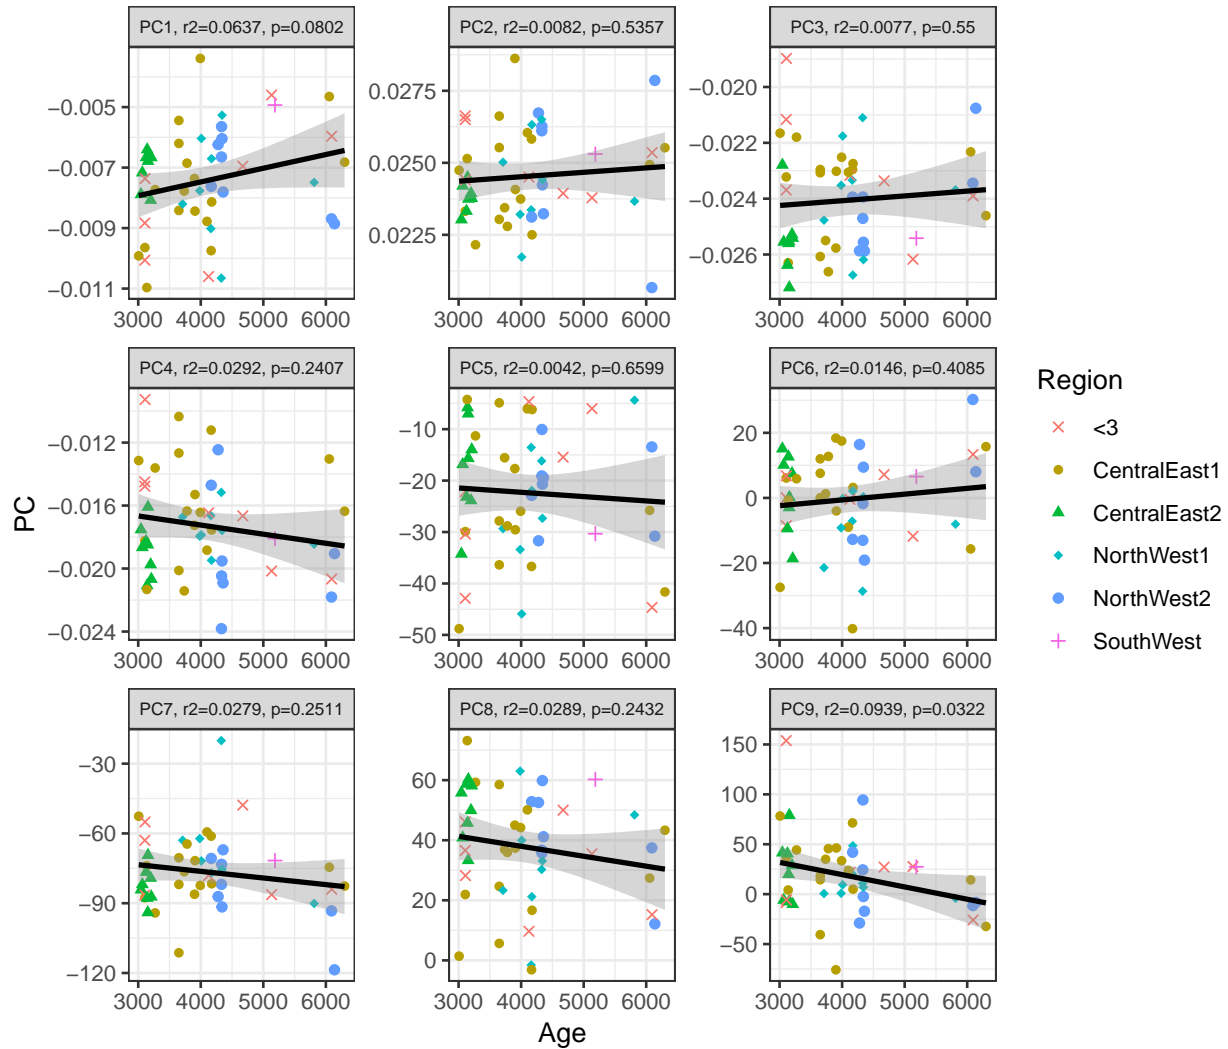 PC1, r2=0.0637, p=0.0802
PC2, r2=0.0082, p=0.5357
PC3, r2=0.0077, p=0.55
−0.005
−0.007
−0.009
−0.011
0.0275
0.0250
0.0225
−0.020
−0.022
−0.024
−0.026
3000 4000 5000 6000
3000 4000 5000 6000
3000 4000 5000 6000
PC4, r2=0.0292, p=0.2407
PC5, r2=0.0042, p=0.6599
PC6, r2=0.0146, p=0.4085
−0.012
−0.016
−0.020
−0.024
−10
−20
−30
−40
−50
20
0
−20
−40
3000 4000 5000 6000
3000 4000 5000 6000
3000 4000 5000 6000
PC7, r2=0.0279, p=0.2511
PC8, r2=0.0289, p=0.2432
PC9, r2=0.0939, p=0.0322
−30
−60
−90
−120
60
40
20
0
150
100
50
0
−50
3000 4000 5000 6000
3000 4000 5000 6000
3000 4000 5000 6000
PC
Age
Region
<3
CentralEast1
CentralEast2
NorthWest1
NorthWest2
SouthWest